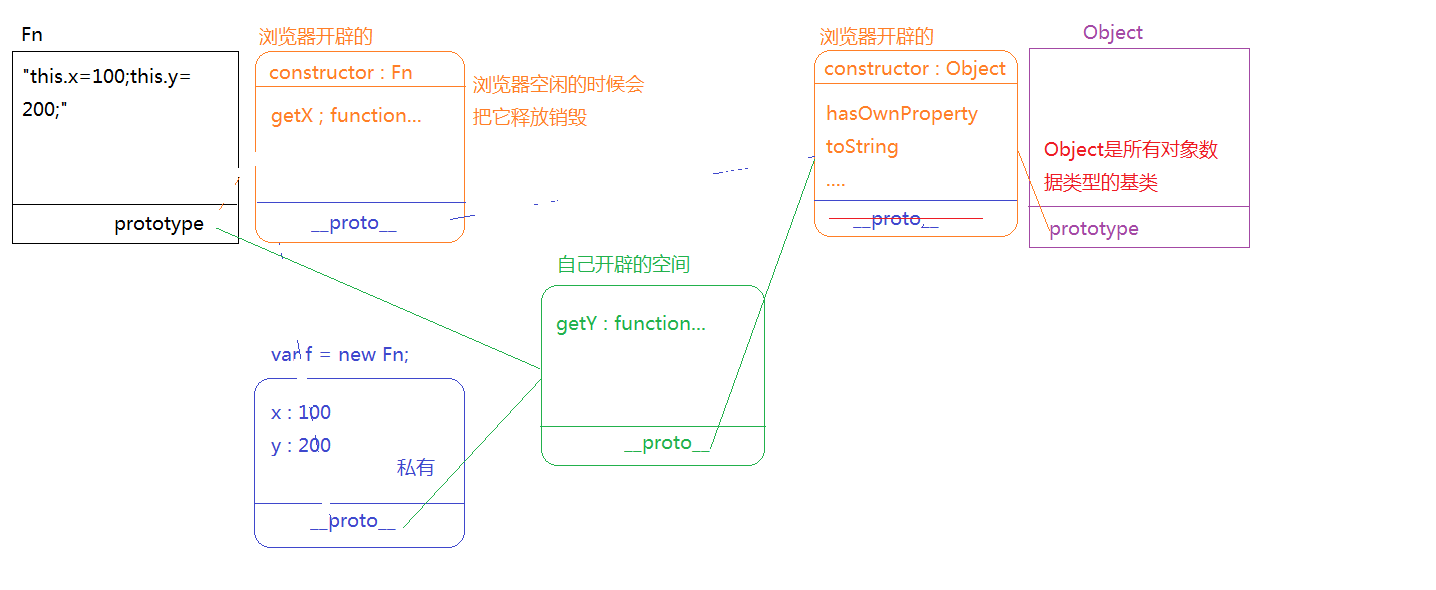 Fn
"this.x=100;this.y=
200;"
prototype
浏览器开辟的
constructor : Fn
getX ; function...
__proto__
浏览器空闲的时候会
把它释放销毁
浏览器开辟的
constructor : Object
hasOwnProperty
toString
....
__proto__
Object
Object是所有对象数
据类型的基类
prototype
自己开辟的空间
getY : function...
__proto__
var f = new Fn;
x : 100
y : 200
私有
__proto__